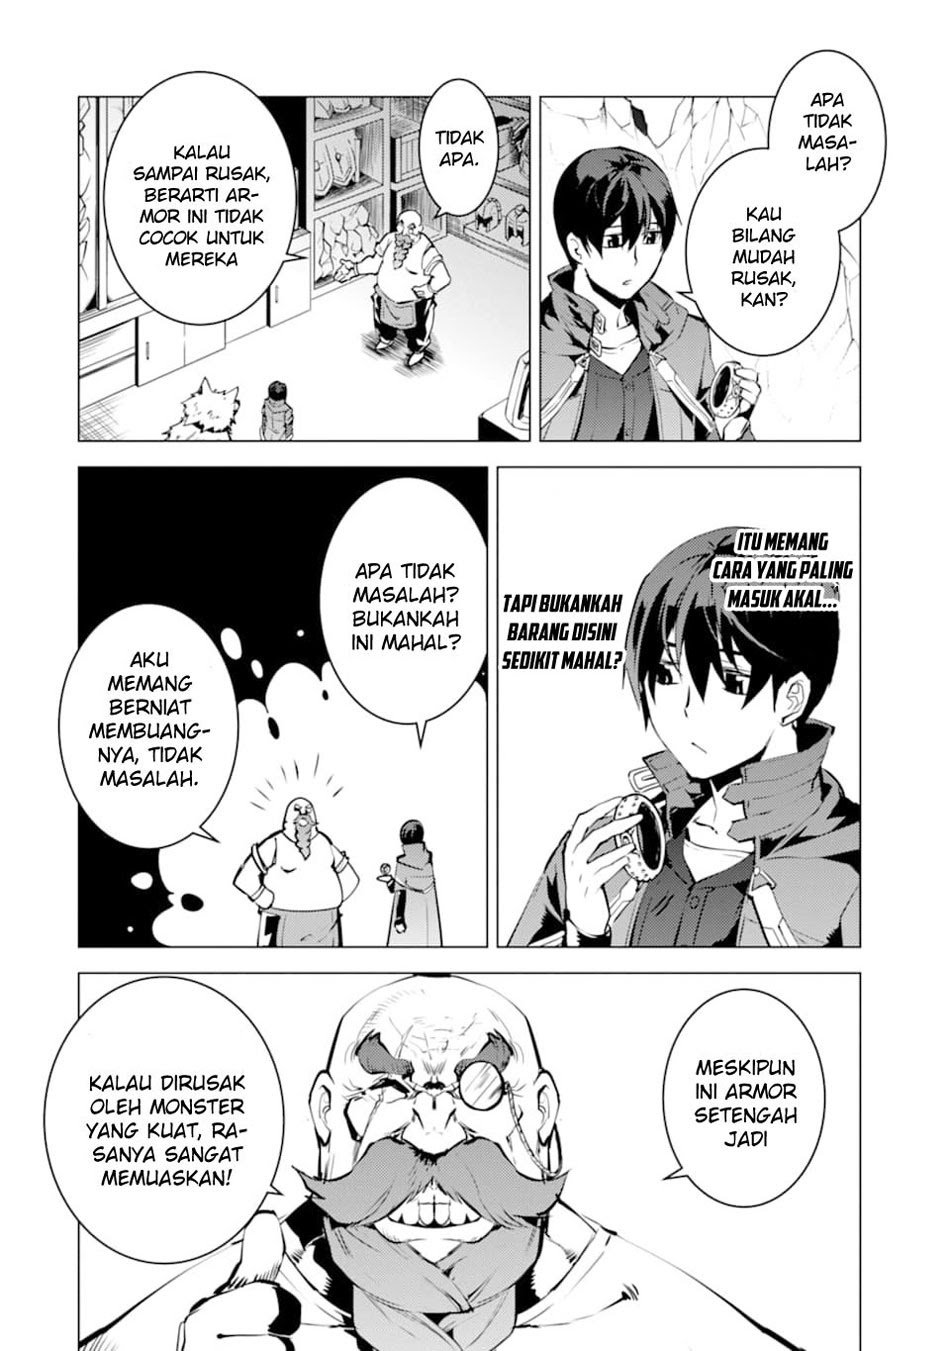 APA
TIDAK
MASA-
LAH?
KAU
BILANG
MUDAH
RUSAK,
KAN?
TIDAK
APA.
KALAU
SAMPAI RUSAK,
BERARTI AR-
MOR INI TIDAK
COCOK UNTUK
MEREKA
ITU MEMANG
CARA YANG PALING
MASUK AKAL...
TAPI BUKANKAH
BARANG DISINI
SEDIKIT MAHAL?
APA TIDAK
MASALAH?
BUKANKAH
INI MAHAL?
AKU
MEMANG
BERNIAT
MEMBUANG-
NYA, TIDAK
MASALAH.
MESKIPUN
INI ARMOR
SETENGAH
JADI
KALAU DIRUSAK
OLEH MONSTER
YANG KUAT, RA-
SANYA SANGAT
MEMUASKAN!